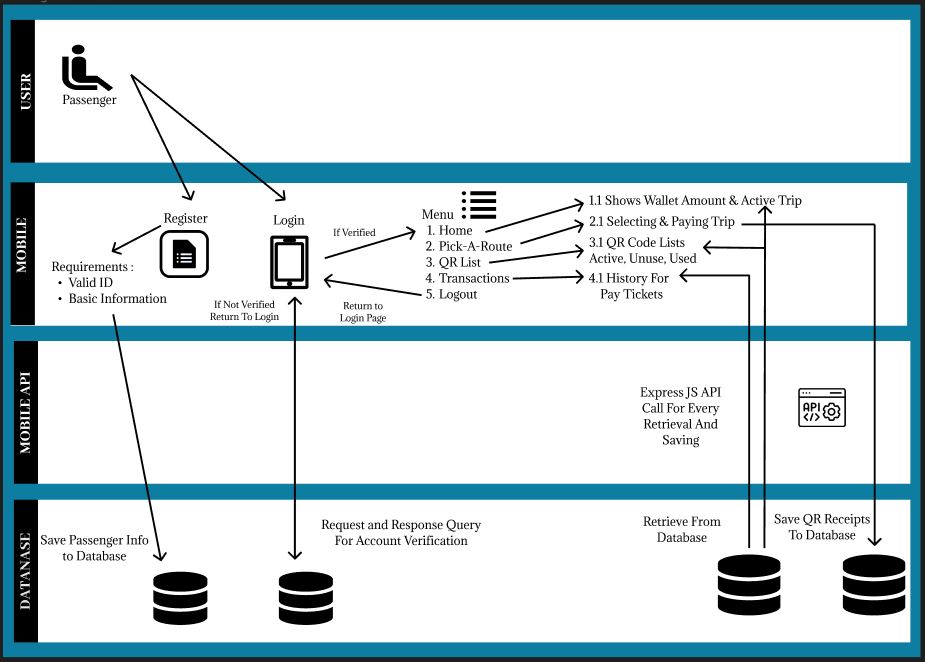 USER
Passenger
MOBILE
Register
Requirements :
• Valid ID
• Basic Information
Login
If Verified
If Not Verified
Return To Login
Return to
Login Page
Menu
1. Home
2. Pick-A-Route
3. QR List
4. Transactions
5. Logout
1.1 Shows Wallet Amount & Active Trip
2.1 Selecting & Paying Trip
3.1 QR Code Lists
Active, Unuse, Used
4.1 History For
Pay Tickets
MOBILE API
Express JS API
Call For Every
Retrieval And
Saving
API
</>
DATANASE
Save Passenger Info
to Database
Request and Response Query
For Account Verification
Retrieve From
Database
Save QR Receipts
To Database